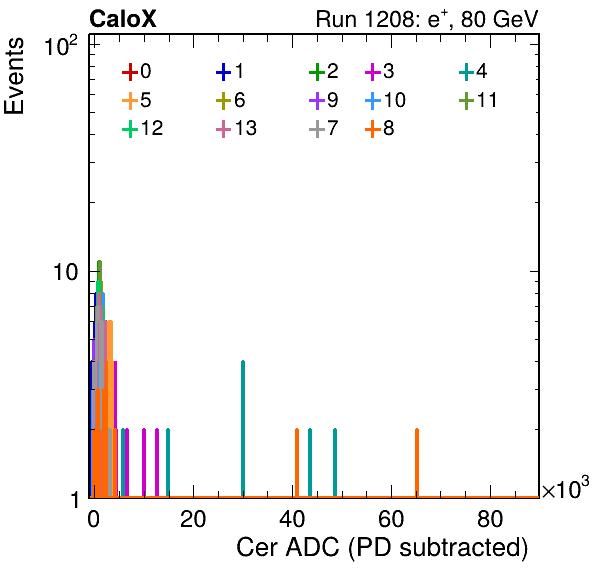 CaloX Run 1208: e⁺, 80 GeV
Events
10²
0 1 2 3 4
5 6 9 10 11
12 13 7 8
10
1
0 20 40 60 80
×10³
Cer ADC (PD subtracted)